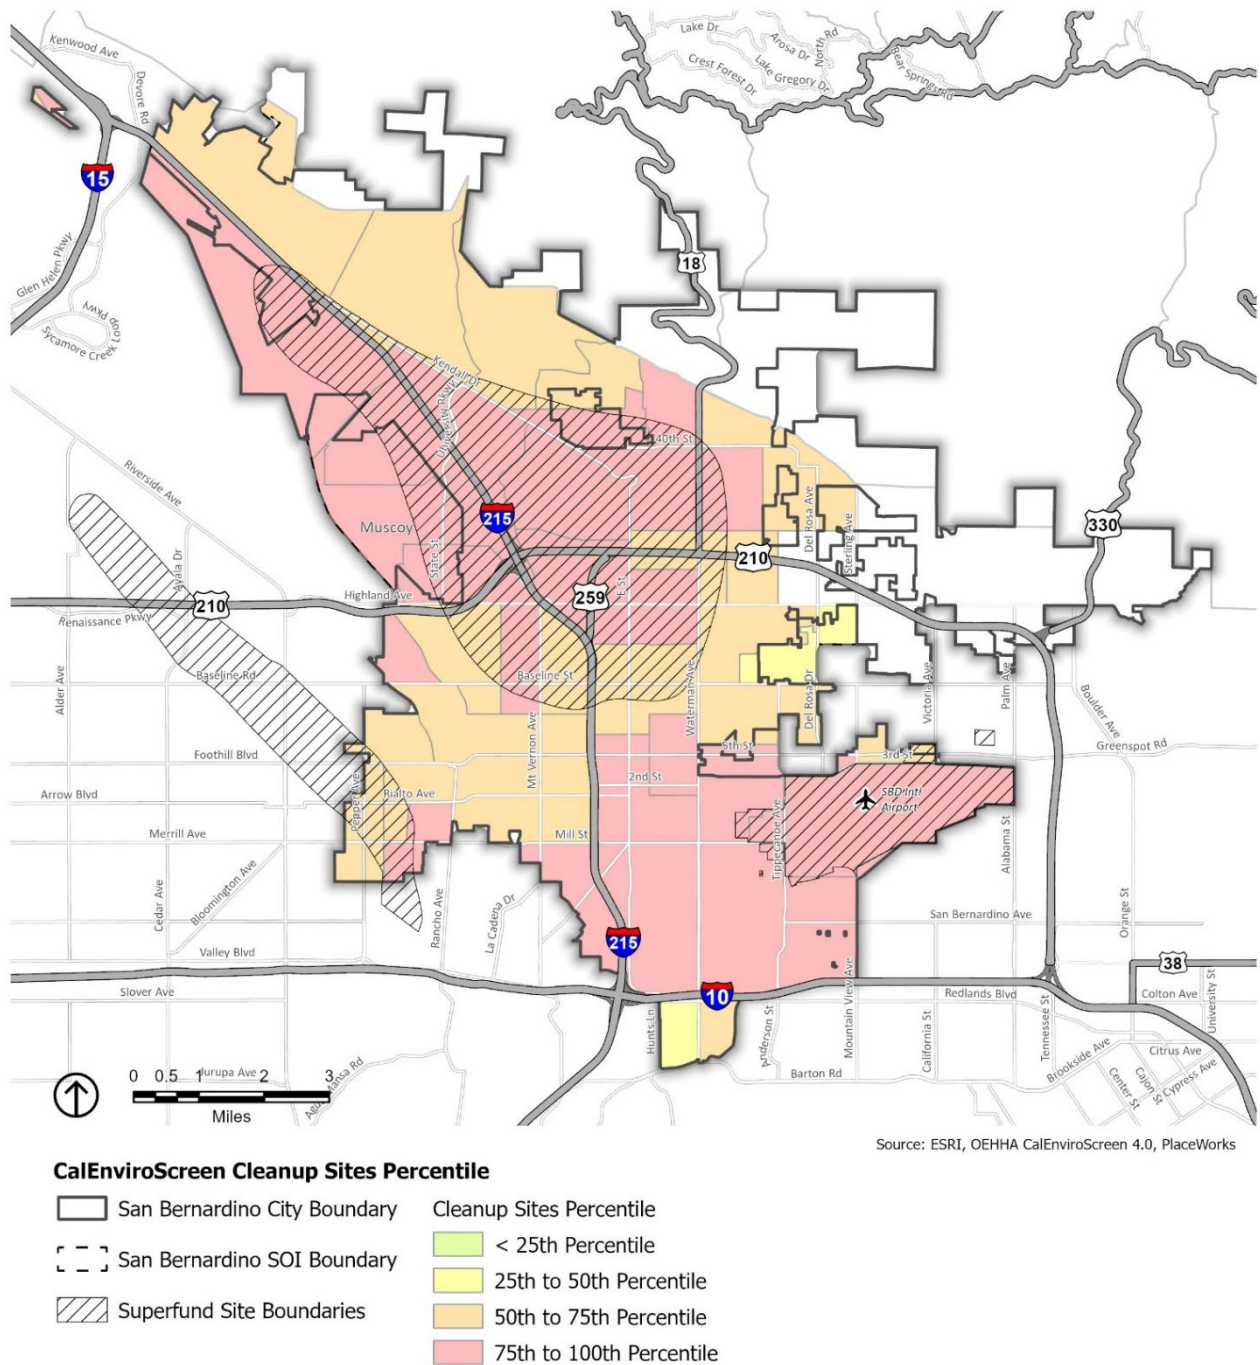 Lake Dr
Arosa Dr
North Rd
Kenwood Ave
Crest Forest Dr
Lake Gregory Dr
Bear Springs Rd
Devore Rd
15
Glen Helen Pkwy
18
Sycamore Creek Loop Pkwy
Kendall Dr
University Pkwy
40th St
Riverside Ave
Muscoy
215
Del Rosa Ave
Sterling Ave
330
Ayala Dr
State St
210
210
Highland Ave
259
E St
Renaissance Pkwy
Alder Ave
Baseline Rd
Baseline St
Waterman Ave
Del Rosa Dr
Victoria Ave
Palm Ave
Boulder Ave
Mt Vernon Ave
Foothill Blvd
5th St
3rd St
Greenspot Rd
2nd St
Arrow Blvd
Pepper Ave
Rialto Ave
SBD Intl
Airport
Merrill Ave
Mill St
Tippecanoe Ave
Alabama St
Cedar Ave
Bloomington Ave
Rancho Ave
La Cadena Dr
San Bernardino Ave
Orange St
Valley Blvd
215
38
Slover Ave
10
Redlands Blvd
Colton Ave
University St
Hunts Ln
Anderson St
Mountain View Ave
California St
Tennessee St
Brookside Ave
Citrus Ave
Cajon St
Cypress Ave
Center St
Jurupa Ave
Barton Rd
0 0.5 1 2 3
Miles
Source: ESRI, OEHHA CalEnviroScreen 4.0, PlaceWorks
CalEnviroScreen Cleanup Sites Percentile
San Bernardino City Boundary
San Bernardino SOI Boundary
Superfund Site Boundaries
Cleanup Sites Percentile
< 25th Percentile
25th to 50th Percentile
50th to 75th Percentile
75th to 100th Percentile